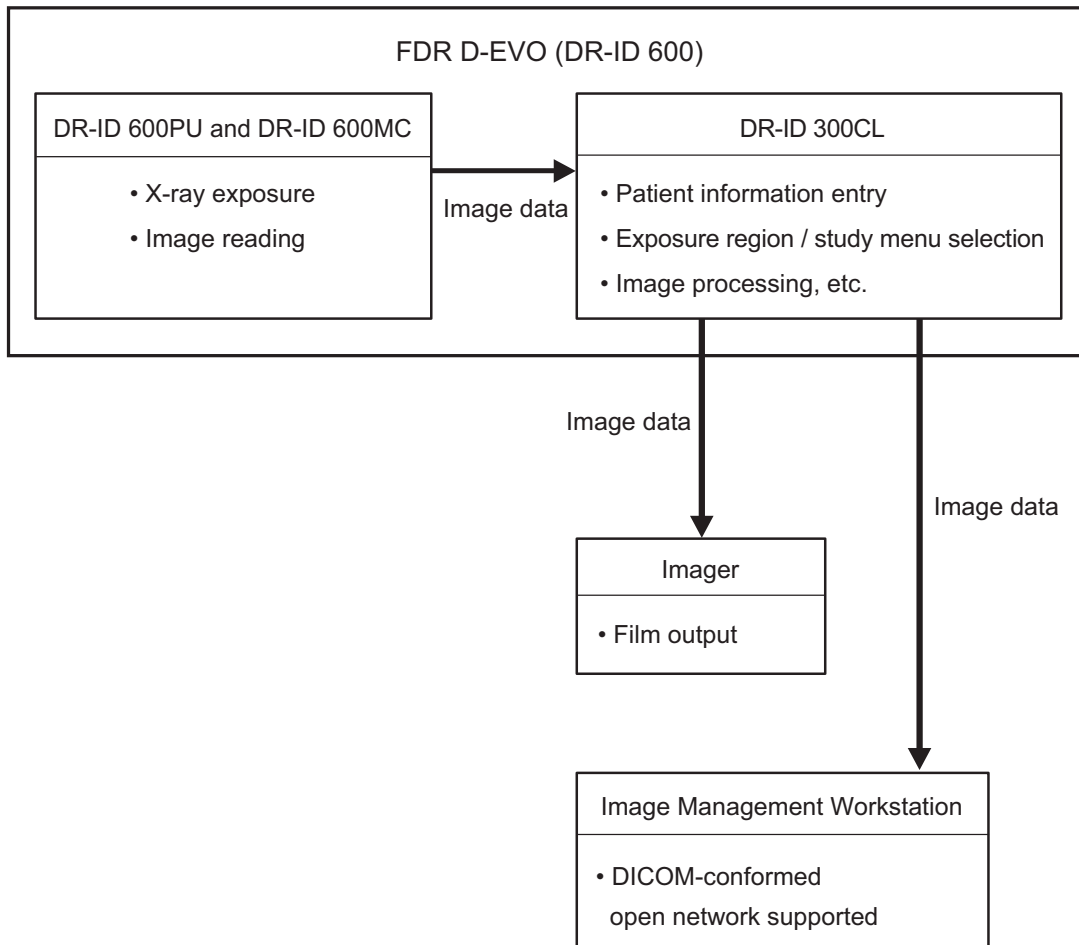 FDR D-EVO (DR-ID 600)
DR-ID 600PU and DR-ID 600MC
• X-ray exposure
• Image reading
Image data
DR-ID 300CL
• Patient information entry
• Exposure region / study menu selection
• Image processing, etc.
Image data
Image data
Imager
• Film output
Image Management Workstation
• DICOM-conformed
open network supported